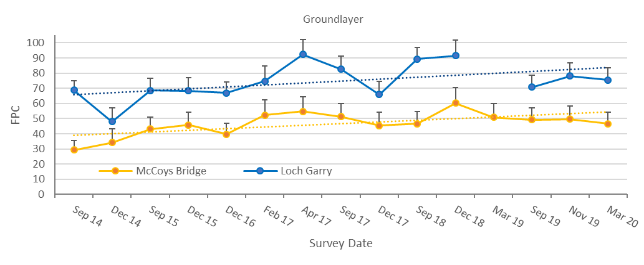 Groundlayer
100
90
80
70
60
50
40
30
20
10
0
FPC
McCoys Bridge
Loch Garry
Sep 14
Dec 14
Sep 15
Dec 15
Dec 16
Feb 17
Apr 17
Sep 17
Dec 17
Sep 18
Dec 18
Mar 19
Sep 19
Nov 19
Mar 20
Survey Date